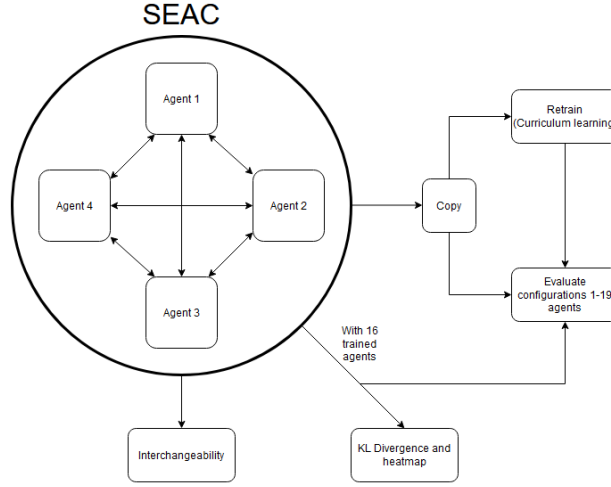 SEAC
Agent 1
Agent 4
Agent 2
Agent 3
Copy
Retrain
(Curriculum learning
Evaluate
configurations 1-19
agents
With 16
trained
agents
Interchangeability
KL Divergence and
heatmap